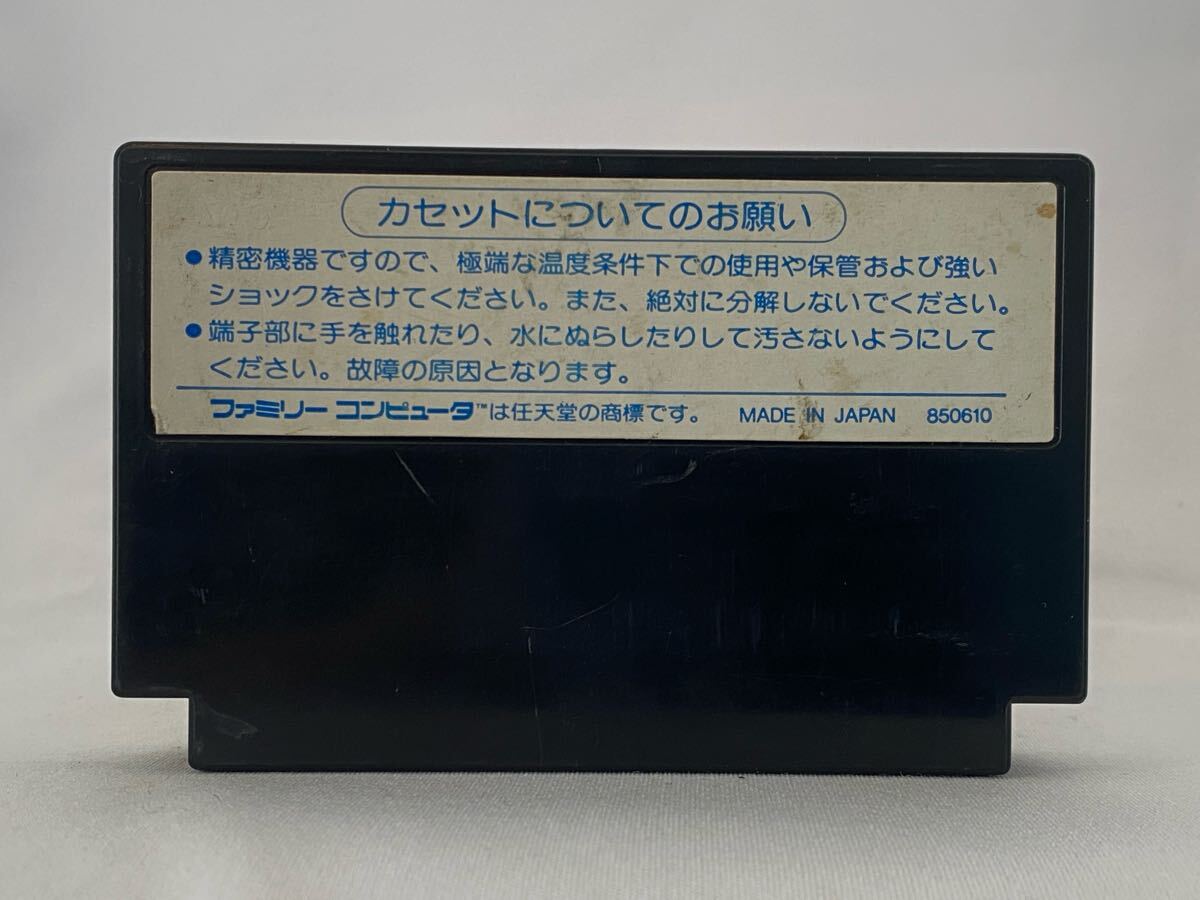 カセットについてのお願い
●精密機器ですので、極端な温度条件下での使用や保管および強い
ショックをさけてください。また、絶対に分解しないでください。
●端子部に手を触れたり、水にぬらしたりして汚さないようにして
ください。故障の原因となります。
ファミリー コンピュータ™は任天堂の商標です。 MADE IN JAPAN 850610